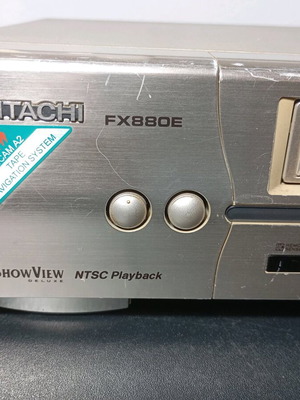 ITACHI
FX880E
CAM A2
TAPE
NAVIGATION SYSTEM
SHOWVIEW
DELUXE
NTSC Playback